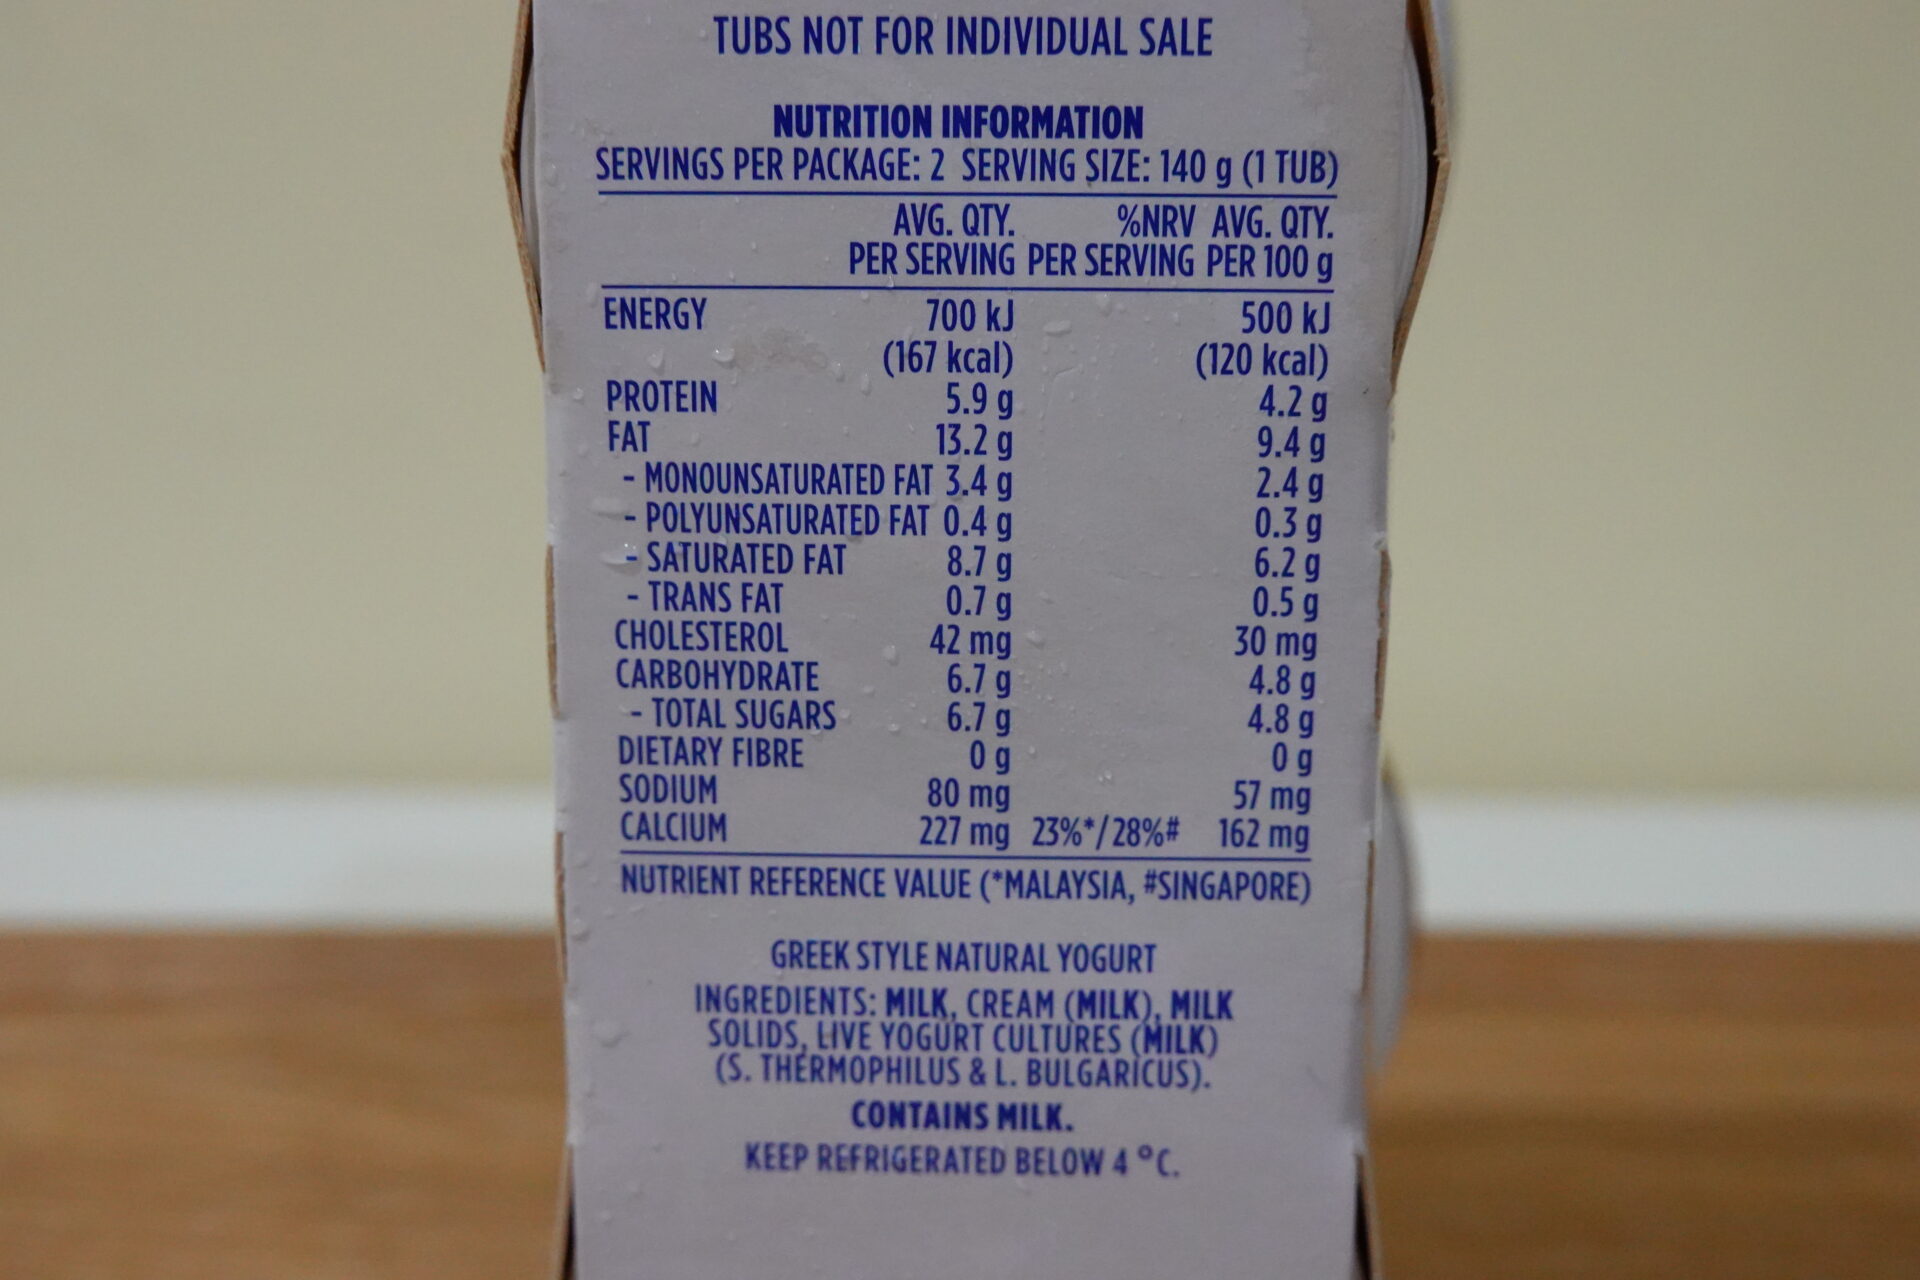 TUBS NOT FOR INDIVIDUAL SALE
NUTRITION INFORMATION
SERVINGS PER PACKAGE: 2 SERVING SIZE: 140 g (1 TUB)
AVG. QTY. %NRV AVG. QTY.
PER SERVING PER SERVING PER 100 g
ENERGY 700 kJ 500 kJ
(167 kcal) (120 kcal)
PROTEIN 5.9 g 4.2 g
FAT 13.2 g 9.4 g
- MONOUNSATURATED FAT 3.4 g 2.4 g
- POLYUNSATURATED FAT 0.4 g 0.3 g
- SATURATED FAT 8.7 g 6.2 g
- TRANS FAT 0.7 g 0.5 g
CHOLESTEROL 42 mg 30 mg
CARBOHYDRATE 6.7 g 4.8 g
- TOTAL SUGARS 6.7 g 4.8 g
DIETARY FIBRE 0 g 0 g
SODIUM 80 mg 57 mg
CALCIUM 227 mg 23%*/28%# 162 mg
NUTRIENT REFERENCE VALUE (*MALAYSIA, #SINGAPORE)
GREEK STYLE NATURAL YOGURT
INGREDIENTS: MILK, CREAM (MILK), MILK
SOLIDS, LIVE YOGURT CULTURES (MILK)
(S. THERMOPHILUS & L. BULGARICUS).
CONTAINS MILK.
KEEP REFRIGERATED BELOW 4 °C.